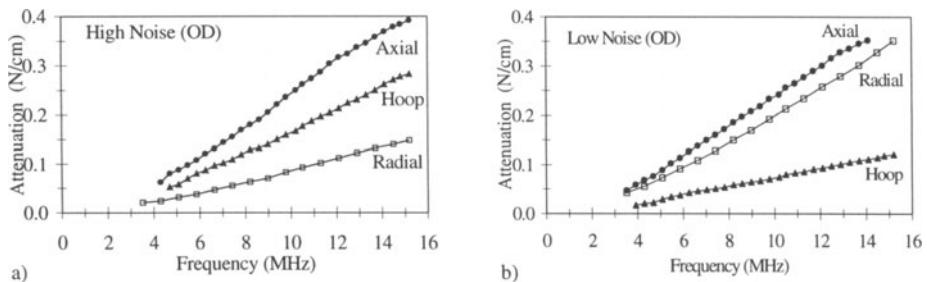 0.4
0.3
0.2
0.1
0.0
Attenuation (N/cm)
High Noise (OD)
Axial
Hoop
Radial
0 2 4 6 8 10 12 14 16
Frequency (MHz)
a)
0.4
0.3
0.2
0.1
0.0
Attenuation (N/cm)
Low Noise (OD)
Axial
Radial
Hoop
0 2 4 6 8 10 12 14 16
Frequency (MHz)
b)